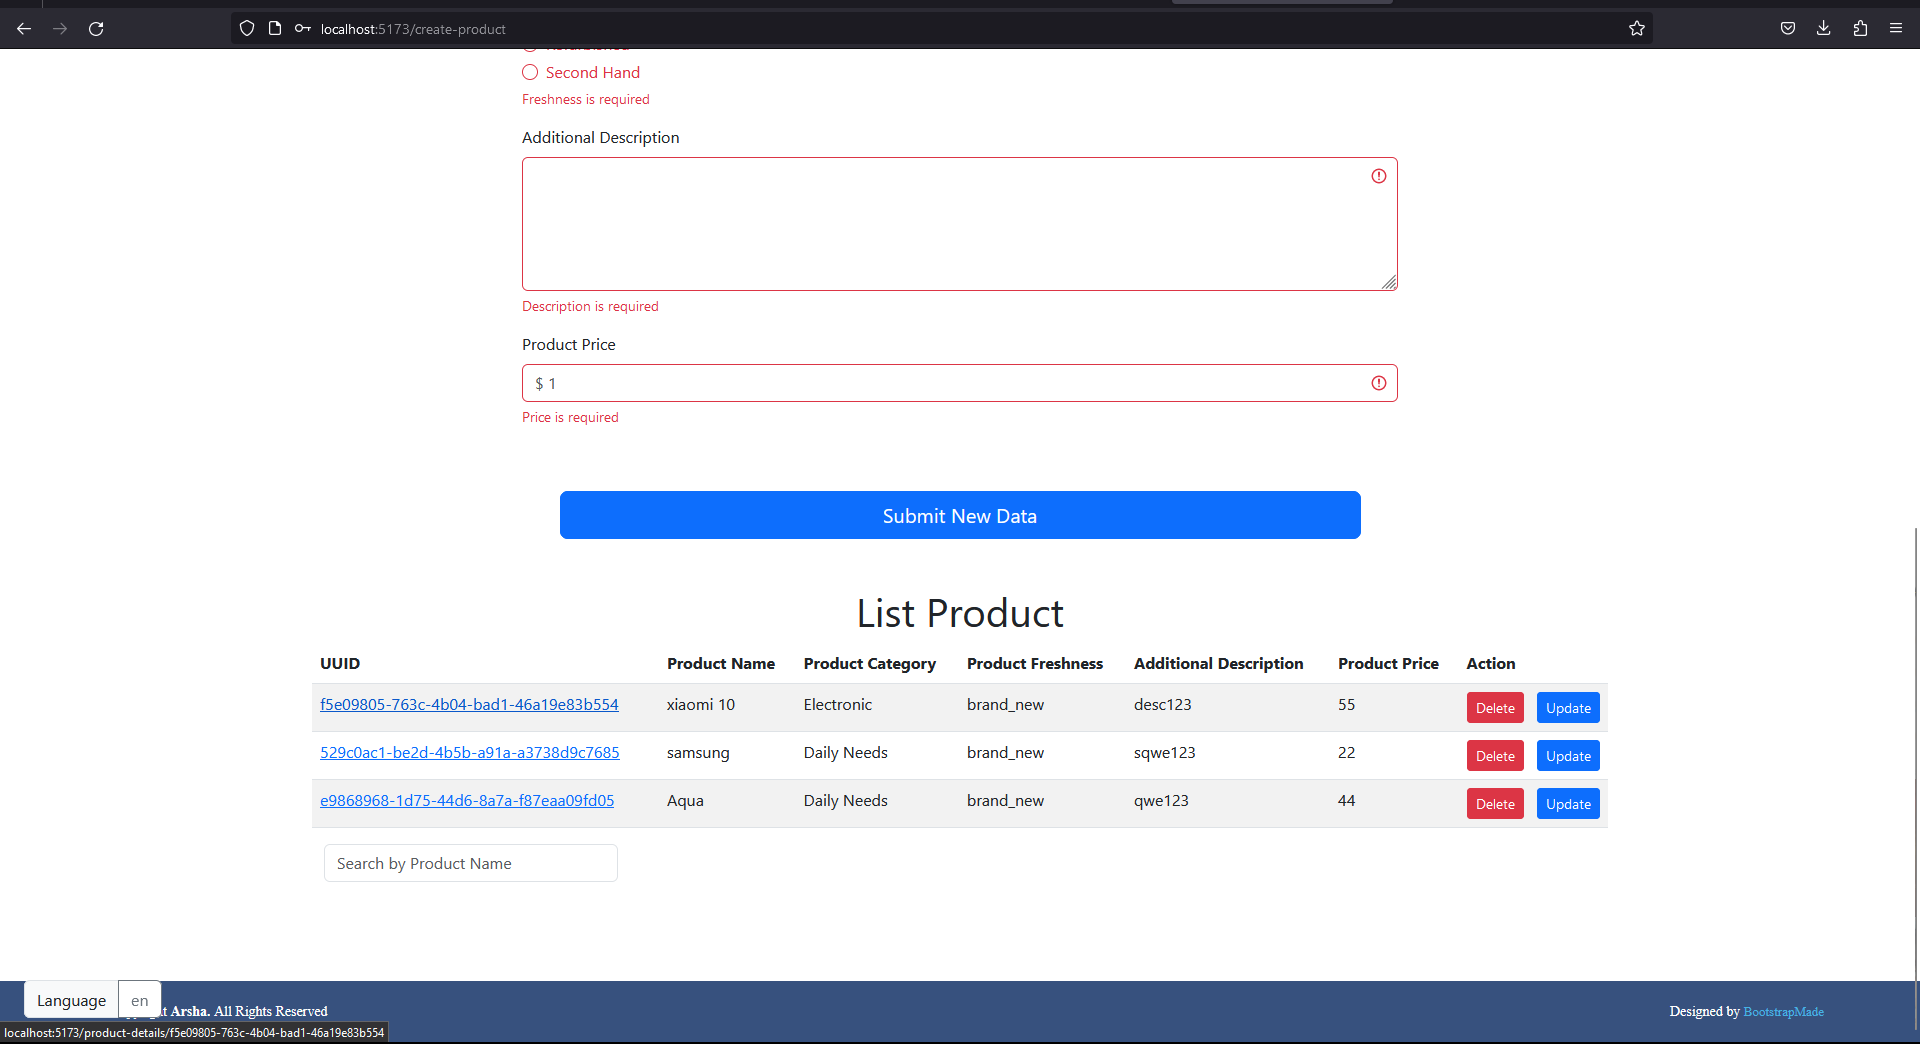 localhost:5173/create-product
Second Hand
Freshness is required
Additional Description
Description is required
Product Price
$ 1
Price is required
Submit New Data
List Product
UUID Product Name Product Category Product Freshness Additional Description Product Price Action
f5e09805-763c-4b04-bad1-46a19e83b554 xiaomi 10 Electronic brand_new desc123 55 Delete Update
529c0ac1-be2d-4b5b-a91a-a3738d9c7685 samsung Daily Needs brand_new sqwe123 22 Delete Update
e9868968-1d75-44d6-8a7a-f87eaa09fd05 Aqua Daily Needs brand_new qwe123 44 Delete Update
Search by Product Name
Language en
Arsha. All Rights Reserved
Designed by BootstrapMade
localhost:5173/product-details/f5e09805-763c-4b04-bad1-46a19e83b554